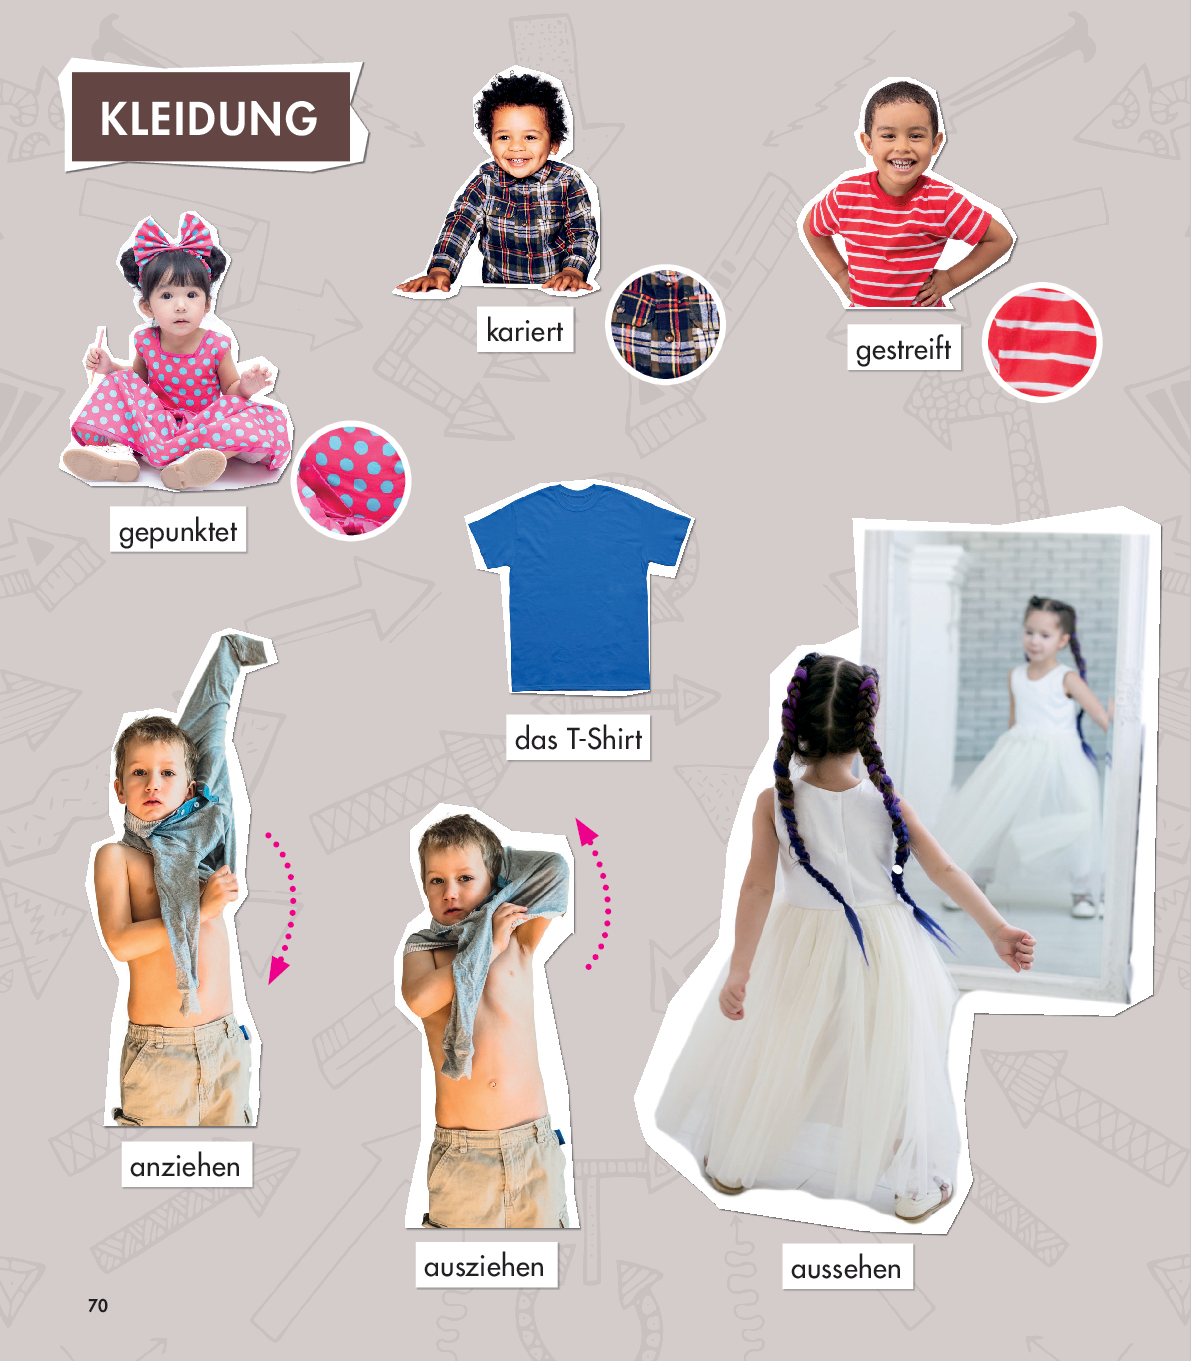 KLEIDUNG
kariert
gestreift
gepunktet
das T-Shirt
anziehen
ausziehen
aussehen
70